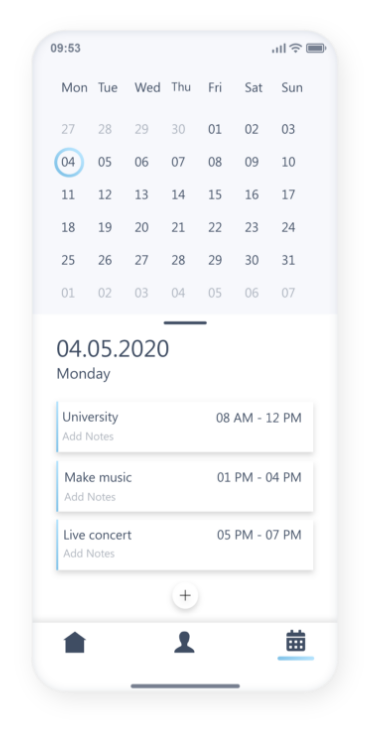 09:53
Mon Tue Wed Thu Fri Sat Sun
27 28 29 30 01 02 03
04 05 06 07 08 09 10
11 12 13 14 15 16 17
18 19 20 21 22 23 24
25 26 27 28 29 30 31
01 02 03 04 05 06 07
04.05.2020
Monday
University 08 AM - 12 PM
Add Notes
Make music 01 PM - 04 PM
Add Notes
Live concert 05 PM - 07 PM
Add Notes
+